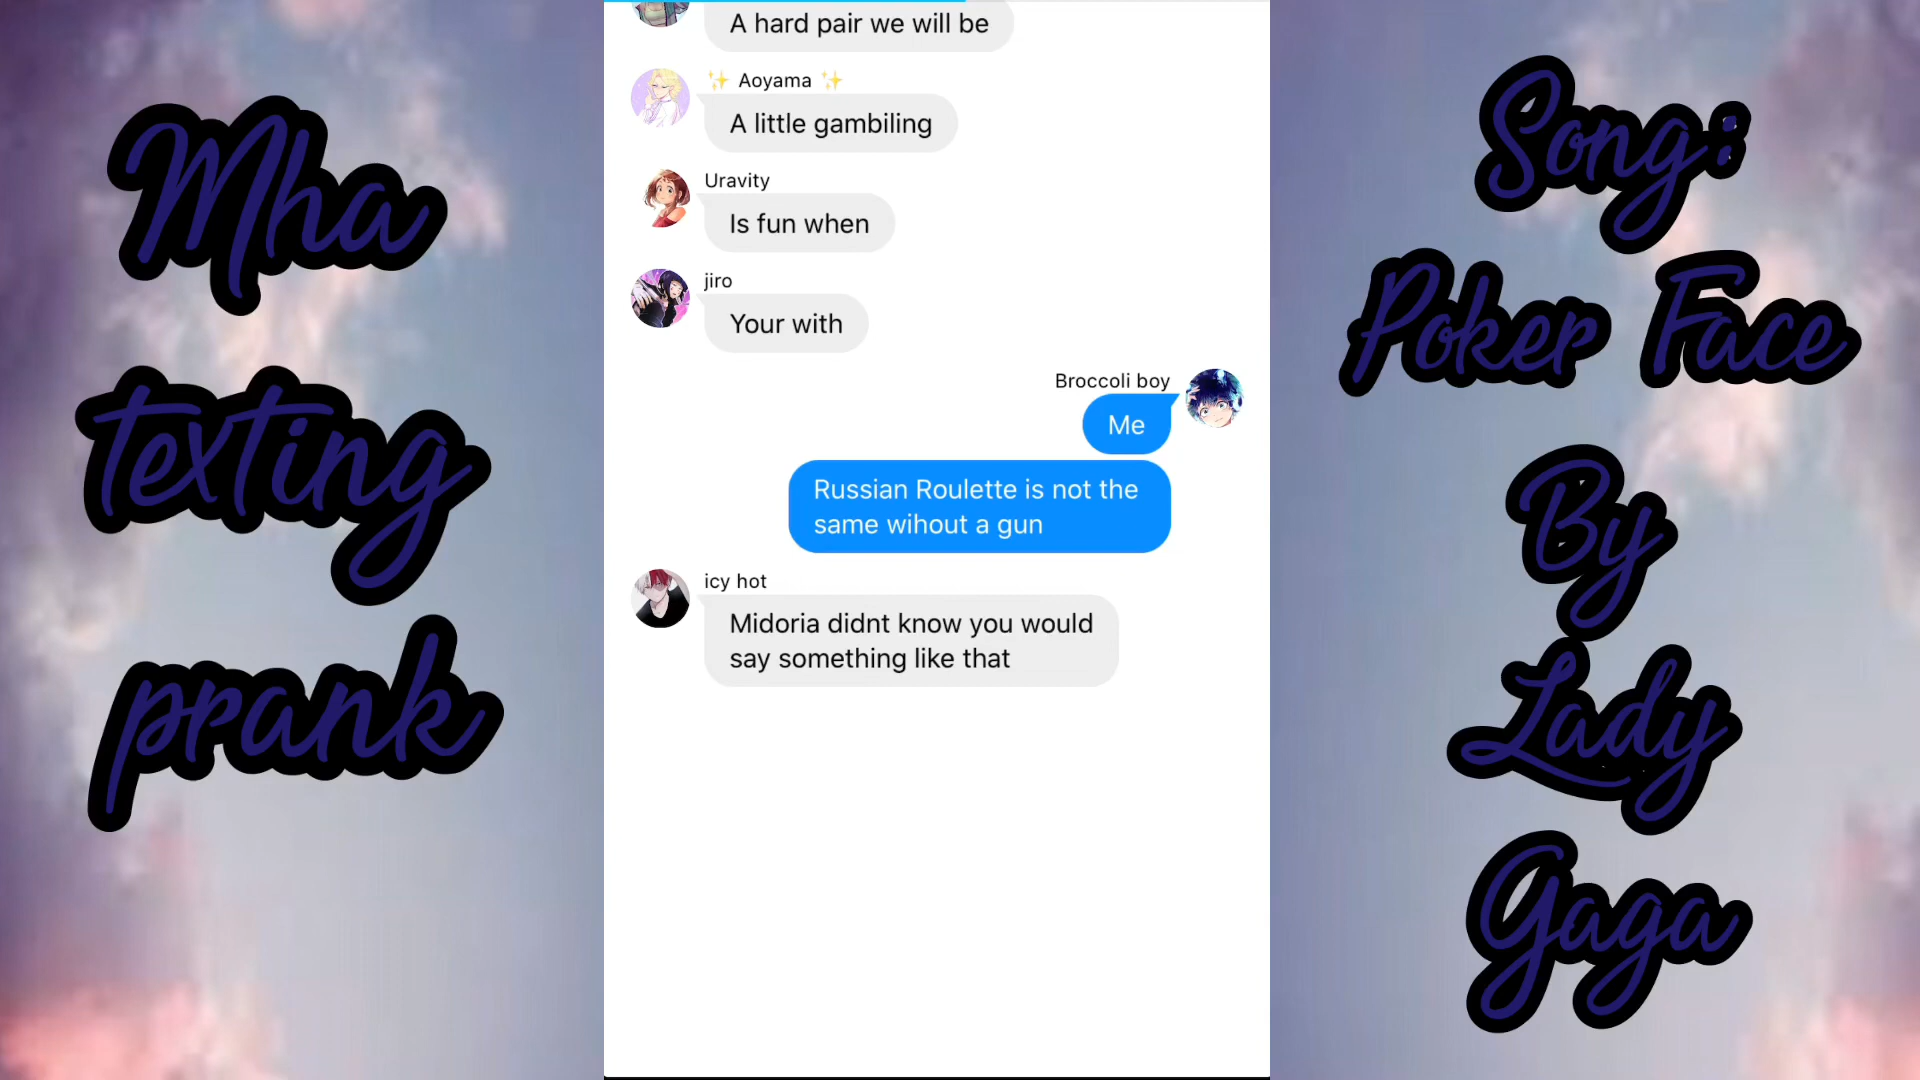 Mha
texting
prank
A hard pair we will be
✨ Aoyama ✨
A little gambiling
Uravity
Is fun when
jiro
Your with
Broccoli boy
Me
Russian Roulette is not the
same wihout a gun
icy hot
Midoria didnt know you would
say something like that
Song:
Poker Face
By
Lady
Gaga